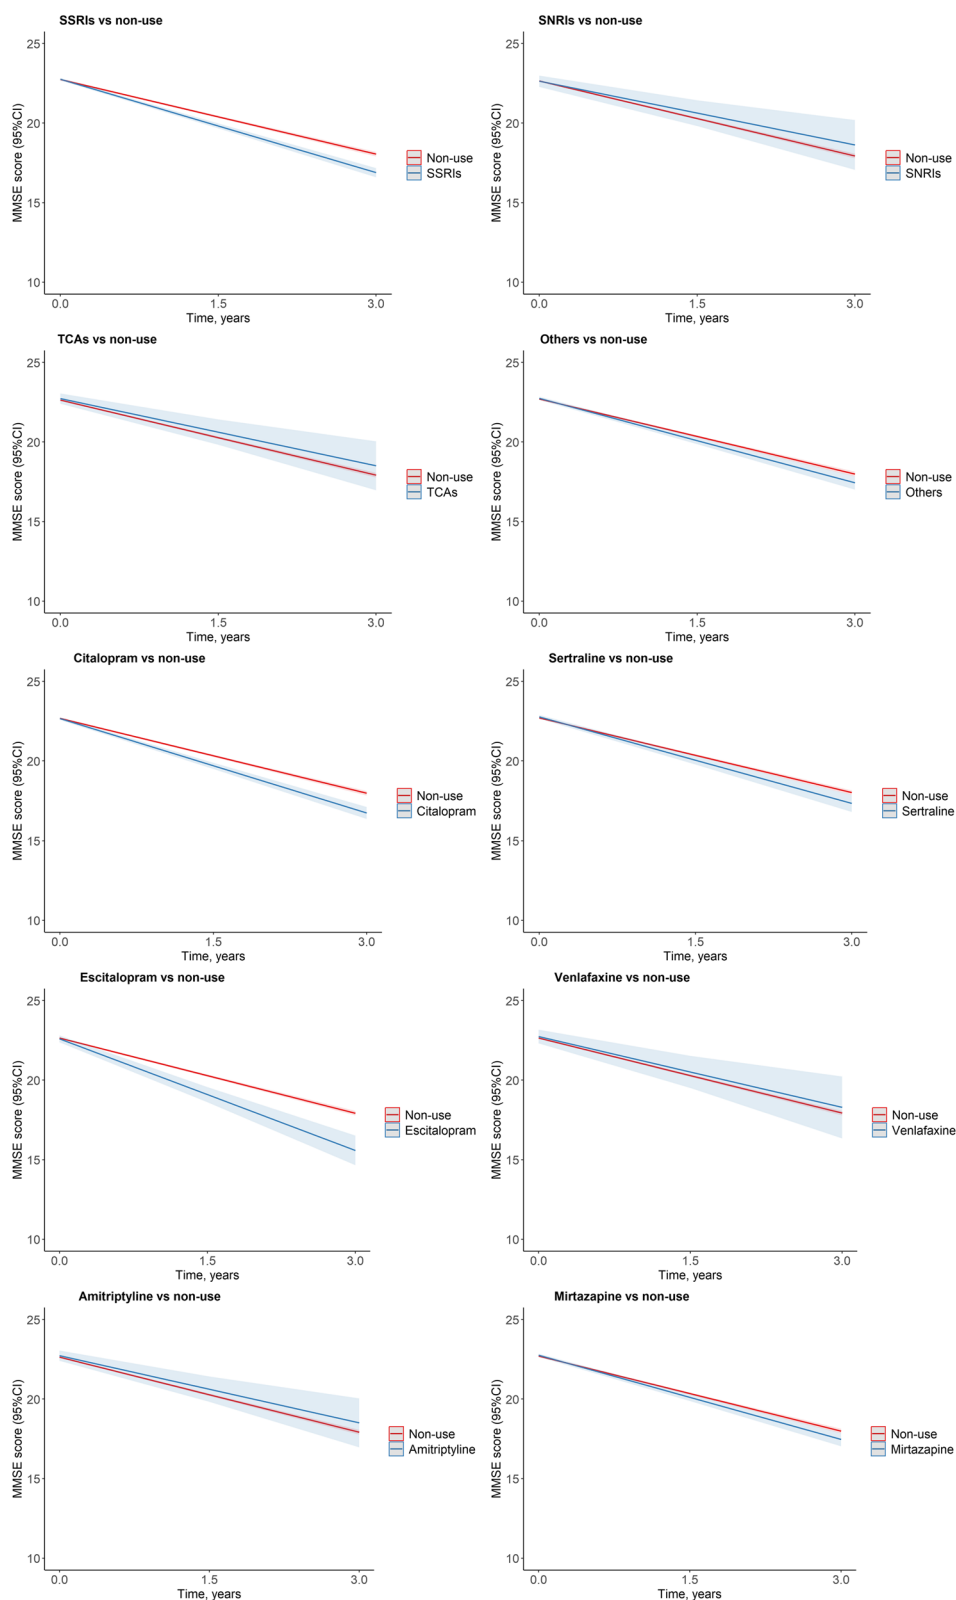 SSRIs vs non-use
25
20
15
10
MMSE score (95%CI)
0.0 1.5 3.0
Time, years
Non-use
SSRIs
SNRIs vs non-use
25
20
15
10
MMSE score (95%CI)
0.0 1.5 3.0
Time, years
Non-use
SNRIs
TCAs vs non-use
25
20
15
10
MMSE score (95%CI)
0.0 1.5 3.0
Time, years
Non-use
TCAs
Others vs non-use
25
20
15
10
MMSE score (95%CI)
0.0 1.5 3.0
Time, years
Non-use
Others
Citalopram vs non-use
25
20
15
10
MMSE score (95%CI)
0.0 1.5 3.0
Time, years
Non-use
Citalopram
Sertraline vs non-use
25
20
15
10
MMSE score (95%CI)
0.0 1.5 3.0
Time, years
Non-use
Sertraline
Escitalopram vs non-use
25
20
15
10
MMSE score (95%CI)
0.0 1.5 3.0
Time, years
Non-use
Escitalopram
Venlafaxine vs non-use
25
20
15
10
MMSE score (95%CI)
0.0 1.5 3.0
Time, years
Non-use
Venlafaxine
Amitriptyline vs non-use
25
20
15
10
MMSE score (95%CI)
0.0 1.5 3.0
Time, years
Non-use
Amitriptyline
Mirtazapine vs non-use
25
20
15
10
MMSE score (95%CI)
0.0 1.5 3.0
Time, years
Non-use
Mirtazapine